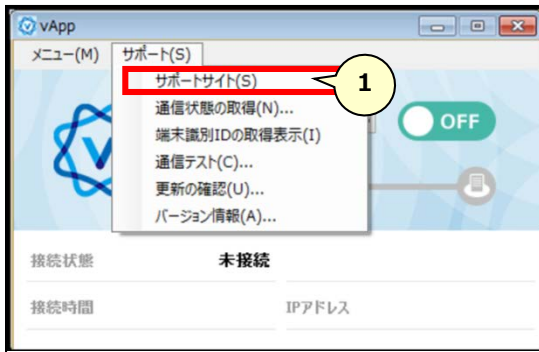 vApp
メニュー(M) サポート(S)
サポートサイト(S)
1
通信状態の取得(N)...
端末識別IDの取得表示(I)
通信テスト(C)...
更新の確認(U)...
バージョン情報(A)...
OFF
接続状態 未接続
接続時間 IPアドレス